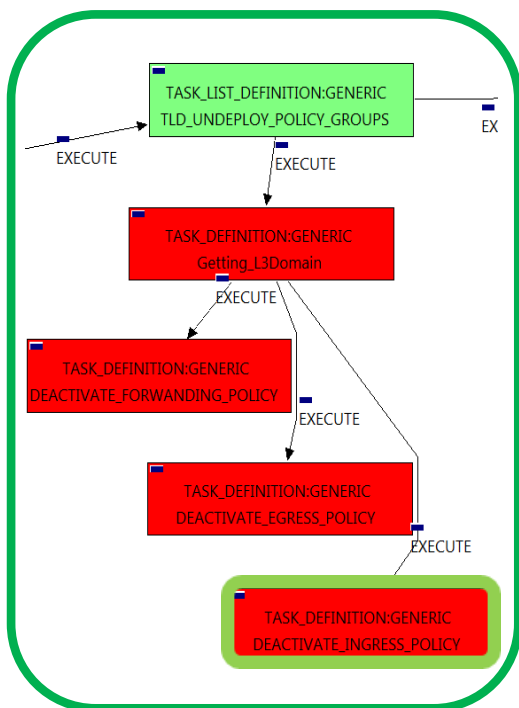 TASK_LIST_DEFINITION:GENERIC
TLD_UNDEPLOY_POLICY_GROUPS
EX
EXECUTE
EXECUTE
TASK_DEFINITION:GENERIC
Getting_L3Domain
EXECUTE
TASK_DEFINITION:GENERIC
DEACTIVATE_FORWANDING_POLICY
EXECUTE
TASK_DEFINITION:GENERIC
DEACTIVATE_EGRESS_POLICY
EXECUTE
TASK_DEFINITION:GENERIC
DEACTIVATE_INGRESS_POLICY